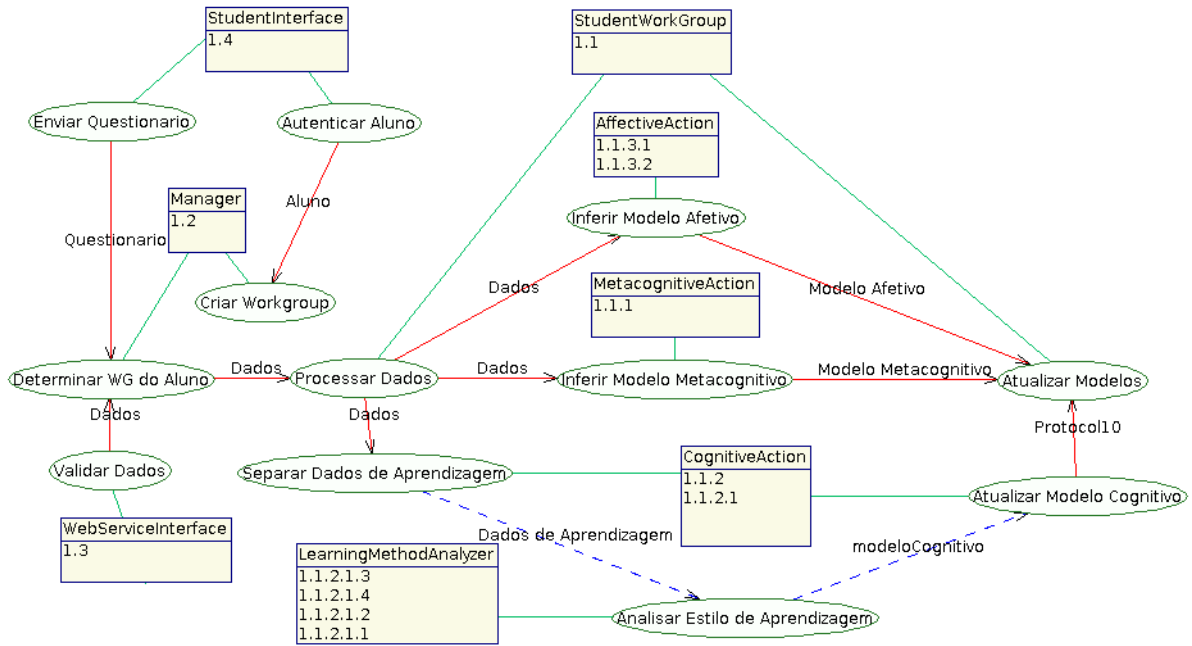 StudentInterface
1.4
StudentWorkGroup
1.1
Enviar Questionario
Autenticar Aluno
AffectiveAction
1.1.3.1
1.1.3.2
Manager
1.2
Aluno
Inferir Modelo Afetivo
Questionario
Criar Workgroup
Dados
MetacognitiveAction
1.1.1
Modelo Afetivo
Determinar WG do Aluno
Dados
Processar Dados
Dados
Inferir Modelo Metacognitivo
Modelo Metacognitivo
Atualizar Modelos
Dados
Dados
Protocol10
Validar Dados
Separar Dados de Aprendizagem
CognitiveAction
1.1.2
1.1.2.1
Atualizar Modelo Cognitivo
WebServiceInterface
1.3
Dados de Aprendizagem
modeloCognitivo
LearningMethodAnalyzer
1.1.2.1.3
1.1.2.1.4
1.1.2.1.2
1.1.2.1.1
Analisar Estilo de Aprendizagem